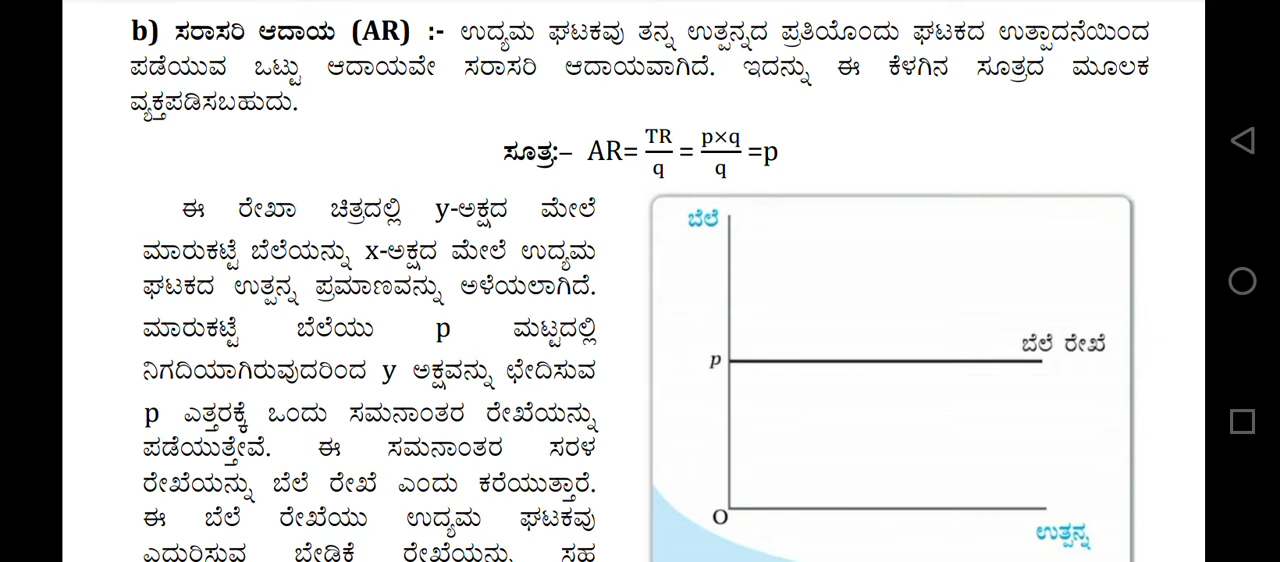 b) ಸರಾಸರಿ ಆದಾಯ (AR) :- ಉದ್ಯಮ ಘಟಕವು ತನ್ನ ಉತ್ಪನ್ನದ ಪ್ರತಿಯೊಂದು ಘಟಕದ ಉತ್ಪಾದನೆಯಿಂದ
ಪಡೆಯುವ ಒಟ್ಟು ಆದಾಯವೇ ಸರಾಸರಿ ಆದಾಯವಾಗಿದೆ. ಇದನ್ನು ಈ ಕೆಳಗಿನ ಸೂತ್ರದ ಮೂಲಕ
ವ್ಯಕ್ತಪಡಿಸಬಹುದು.
ಸೂತ್ರ:– AR= TR/q = p×q/q =p
ಈ ರೇಖಾ ಚಿತ್ರದಲ್ಲಿ y-ಅಕ್ಷದ ಮೇಲೆ
ಮಾರುಕಟ್ಟೆ ಬೆಲೆಯನ್ನು x-ಅಕ್ಷದ ಮೇಲೆ ಉದ್ಯಮ
ಘಟಕದ ಉತ್ಪನ್ನ ಪ್ರಮಾಣವನ್ನು ಅಳೆಯಲಾಗಿದೆ.
ಮಾರುಕಟ್ಟೆ ಬೆಲೆಯು p ಮಟ್ಟದಲ್ಲಿ
ನಿಗದಿಯಾಗಿರುವುದರಿಂದ y ಅಕ್ಷವನ್ನು ಛೇದಿಸುವ
p ಎತ್ತರಕ್ಕೆ ಒಂದು ಸಮನಾಂತರ ರೇಖೆಯನ್ನು
ಪಡೆಯುತ್ತೇವೆ. ಈ ಸಮನಾಂತರ ಸರಳ
ರೇಖೆಯನ್ನು ಬೆಲೆ ರೇಖೆ ಎಂದು ಕರೆಯುತ್ತಾರೆ.
ಈ ಬೆಲೆ ರೇಖೆಯು ಉದ್ಯಮ ಘಟಕವು
ಎದುರಿಸುವ ಬೇಡಿಕೆ ರೇಖೆಯನ್ನು ಸಹ
ಬೆಲೆ
p
ಬೆಲೆ ರೇಖೆ
O
ಉತ್ಪನ್ನ